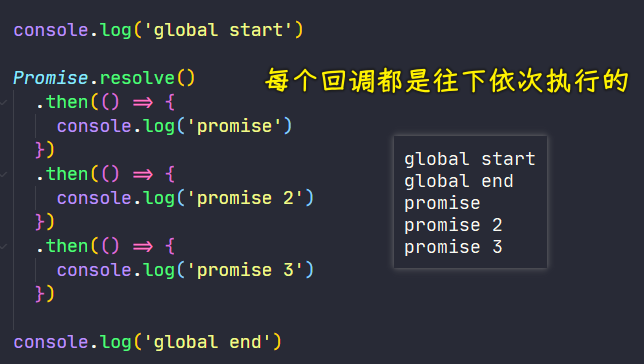 console.log('global start')
Promise.resolve()
每个回调都是往下依次执行的
.then(() => {
console.log('promise')
})
.then(() => {
console.log('promise 2')
})
.then(() => {
console.log('promise 3')
})
console.log('global end')
global start
global end
promise
promise 2
promise 3